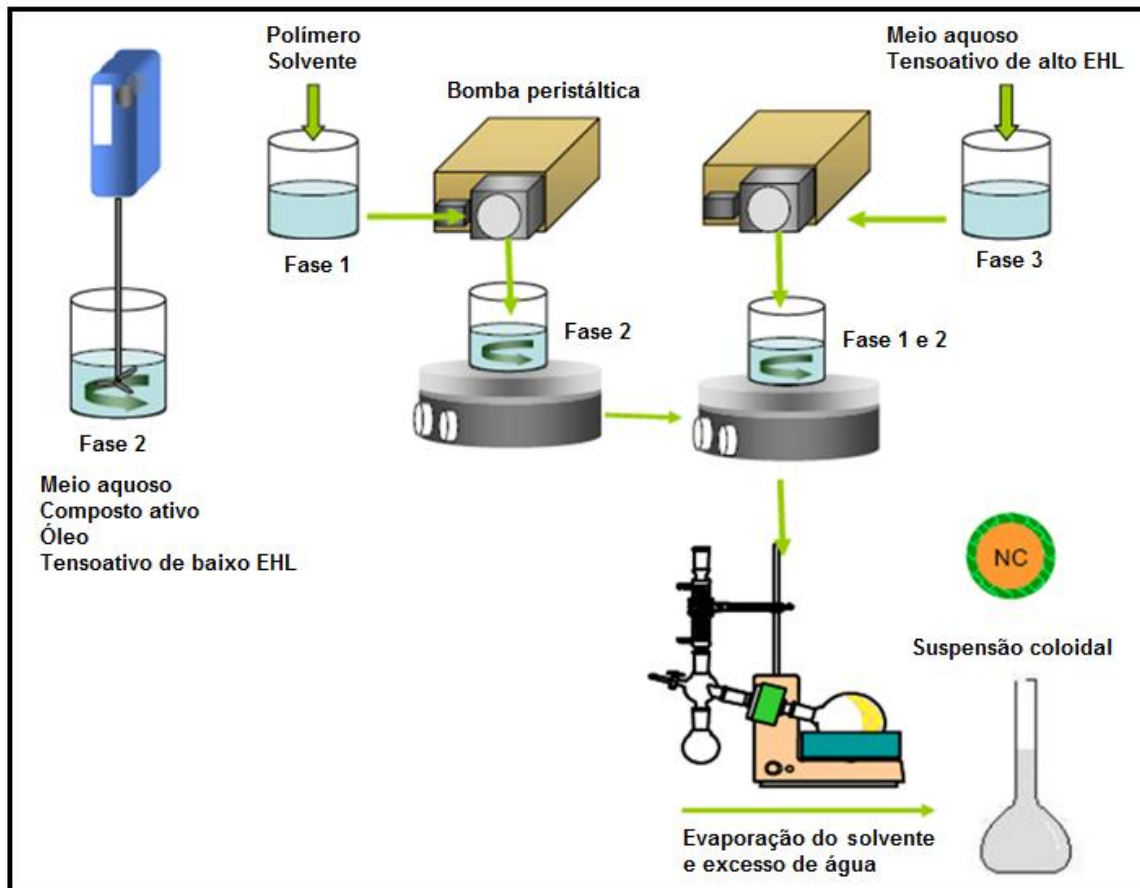 Polímero
Solvente
Bomba peristáltica
Meio aquoso
Tensoativo de alto EHL
Fase 1
Fase 3
Fase 2
Fase 1 e 2
Fase 2
Meio aquoso
Composto ativo
Óleo
Tensoativo de baixo EHL
NC
Suspensão coloidal
Evaporação do solvente
e excesso de água